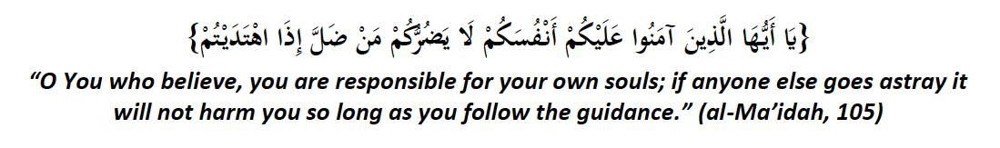 {يَا أَيُّهَا الَّذِينَ آمَنُوا عَلَيْكُمْ أَنْفُسَكُمْ لَا يَضُرُّكُمْ مَنْ ضَلَّ إِذَا اهْتَدَيْتُمْ}
“O You who believe, you are responsible for your own souls; if anyone else goes astray it
will not harm you so long as you follow the guidance.” (al-Ma’idah, 105)